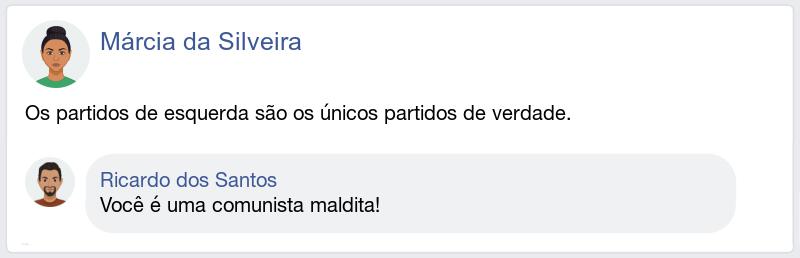 Márcia da Silveira
Os partidos de esquerda são os únicos partidos de verdade.
Ricardo dos Santos
Você é uma comunista maldita!